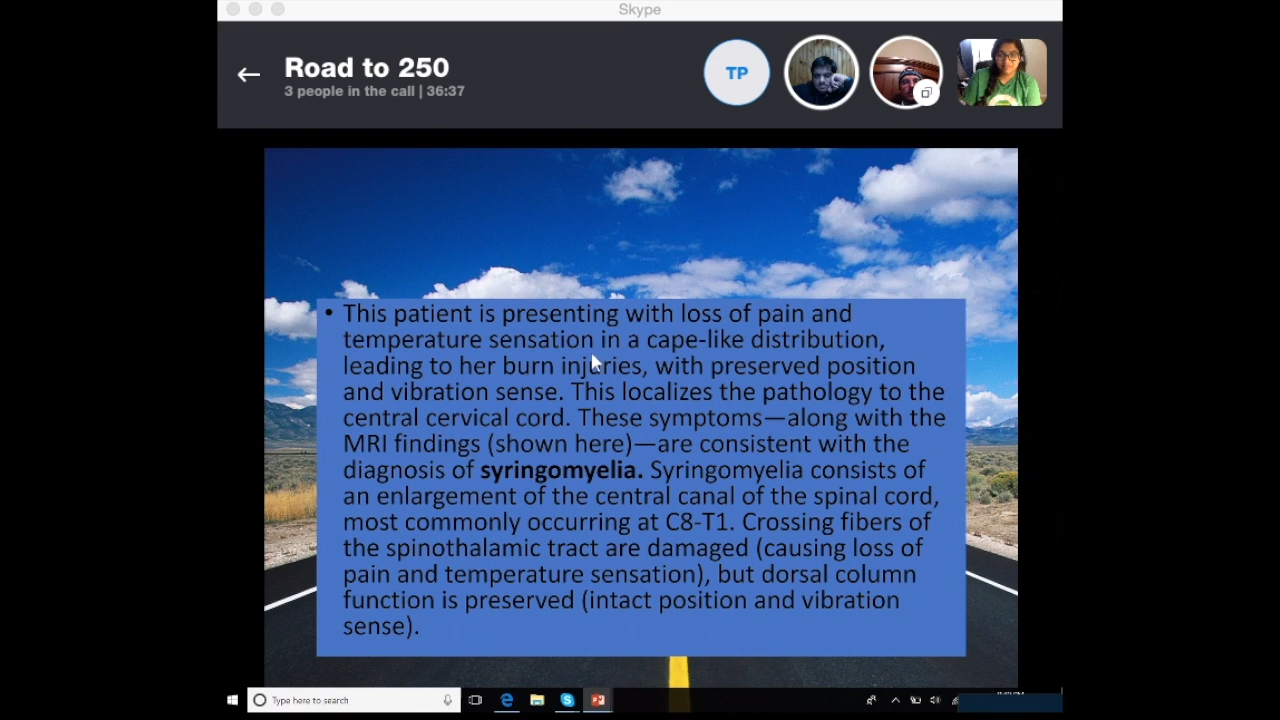 Skype
Road to 250
3 people in the call | 36:37
TP
• This patient is presenting with loss of pain and
temperature sensation in a cape-like distribution,
leading to her burn injuries, with preserved position
and vibration sense. This localizes the pathology to the
central cervical cord. These symptoms—along with the
MRI findings (shown here)—are consistent with the
diagnosis of syringomyelia. Syringomyelia consists of
an enlargement of the central canal of the spinal cord,
most commonly occurring at C8-T1. Crossing fibers of
the spinothalamic tract are damaged (causing loss of
pain and temperature sensation), but dorsal column
function is preserved (intact position and vibration
sense).
Type here to search